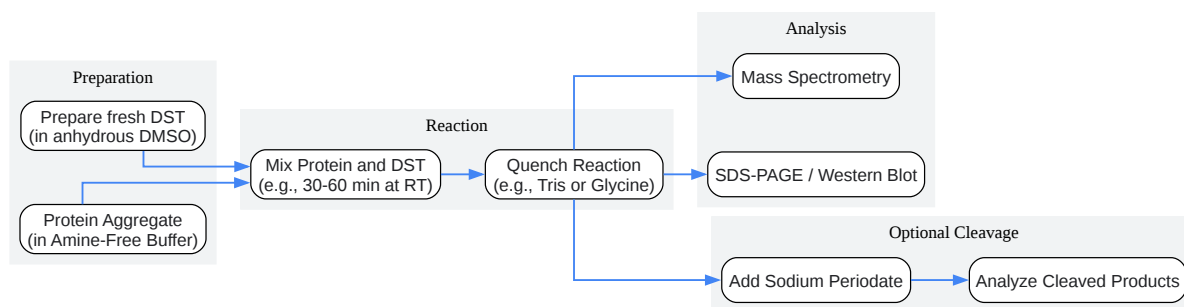 Preparation
Prepare fresh DST
(in anhydrous DMSO)
Protein Aggregate
(in Amine-Free Buffer)
Reaction
Mix Protein and DST
(e.g., 30-60 min at RT)
Quench Reaction
(e.g., Tris or Glycine)
Analysis
Mass Spectrometry
SDS-PAGE / Western Blot
Optional Cleavage
Add Sodium Periodate
Analyze Cleaved Products